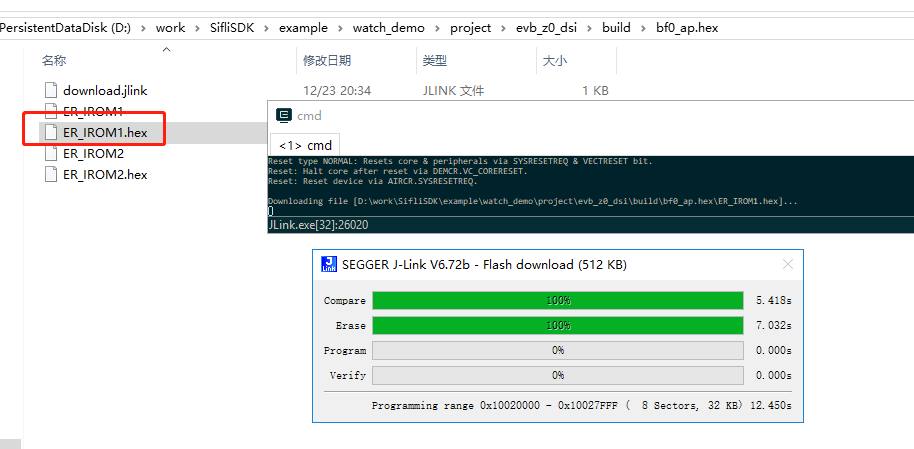 PersistentDataDisk (D:) > work > SifliSDK > example > watch_demo > project > evb_z0_dsi > build > bf0_ap.hex
名称 修改日期 类型 大小
download.jlink 12/23 20:34 JLINK 文件 1 KB
ER_IROM1
ER_IROM1.hex
ER_IROM2
ER_IROM2.hex
cmd
<1> cmd
Reset type NORMAL: Resets core & peripherals via SYSRESETREQ & VECTRESET bit.
Reset: Halt core after reset via DEMCR.VC_CORERESET.
Reset: Reset device via AIRCR.SYSRESETREQ.
Downloading file [D:\work\SifliSDK\example\watch_demo\project\evb_z0_dsi\build\bf0_ap.hex\ER_IROM1.hex]...
JLink.exe[32]:26020
SEGGER J-Link V6.72b - Flash download (512 KB)
Compare 100% 5.418s
Erase 100% 7.032s
Program 0% 0.000s
Verify 0% 0.000s
Programming range 0x10020000 - 0x10027FFF ( 8 Sectors, 32 KB) 12.450s